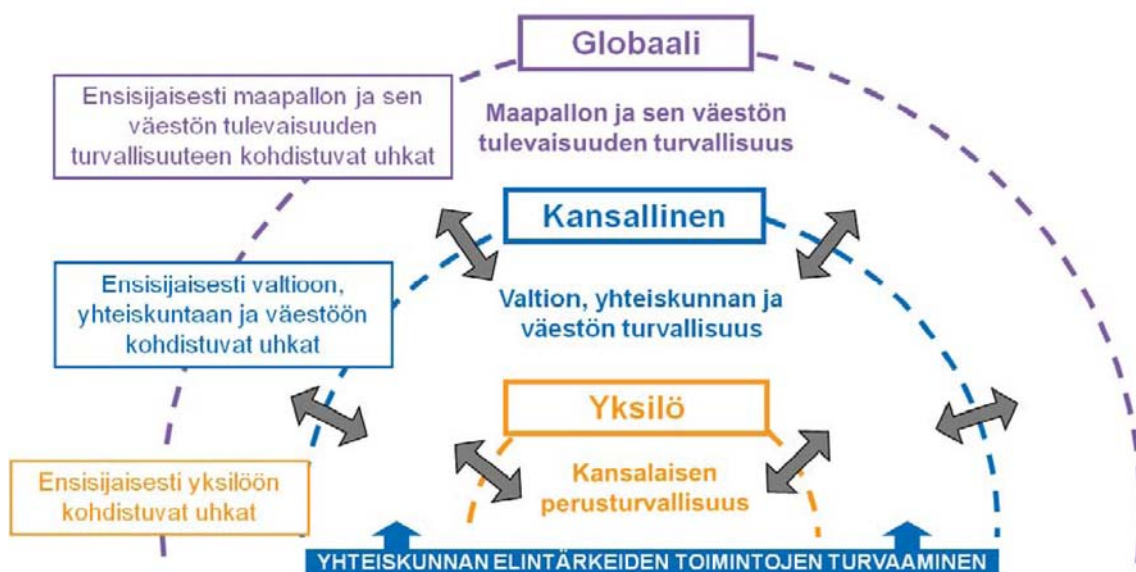 Globaali
Ensisijaisesti maapallon ja sen
väestön tulevaisuuden
turvallisuuteen kohdistuvat uhkat
Maapallon ja sen väestön
tulevaisuuden turvallisuus
Kansallinen
Ensisijaisesti valtioon,
yhteiskuntaan ja väestöön
kohdistuvat uhkat
Valtion, yhteiskunnan ja
väestön turvallisuus
Yksilö
Ensisijaisesti yksilöön
kohdistuvat uhkat
Kansalaisen
perusturvallisuus
YHTEISKUNNAN ELINTÄRKEIDEN TOIMINTOJEN TURVAAMINEN